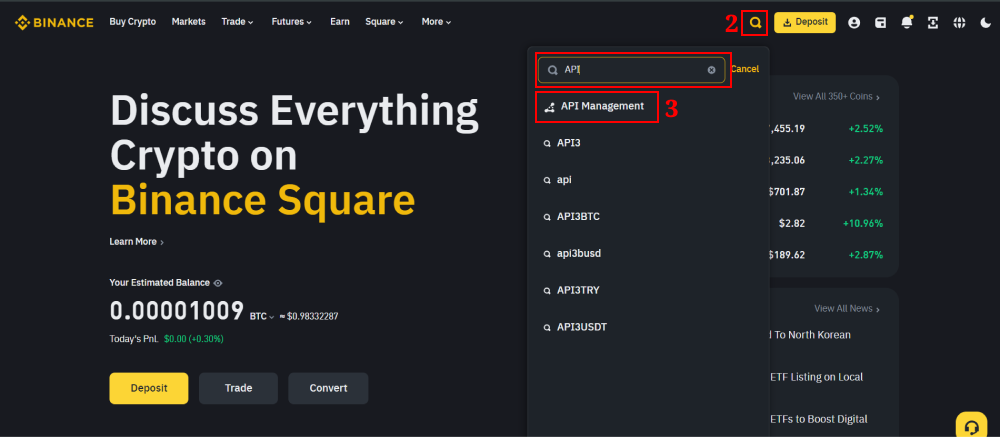 BINANCE Buy Crypto Markets Trade Futures Earn Square More 2 Deposit
API Cancel
API Management 3
API3
api
API3BTC
api3busd
API3TRY
API3USDT
Discuss Everything
Crypto on
Binance Square
Learn More
Your Estimated Balance
0.00001009 BTC ≈ $0.98332287
Today's PnL $0.00 (+0.30%)
Deposit Trade Convert
View All 350+ Coins
,455.19 +2.52%
,235.06 +2.27%
$701.87 +1.34%
$2.82 +10.96%
$189.62 +2.87%
View All News
d To North Korean
ETF Listing on Local
ETFs to Boost Digital